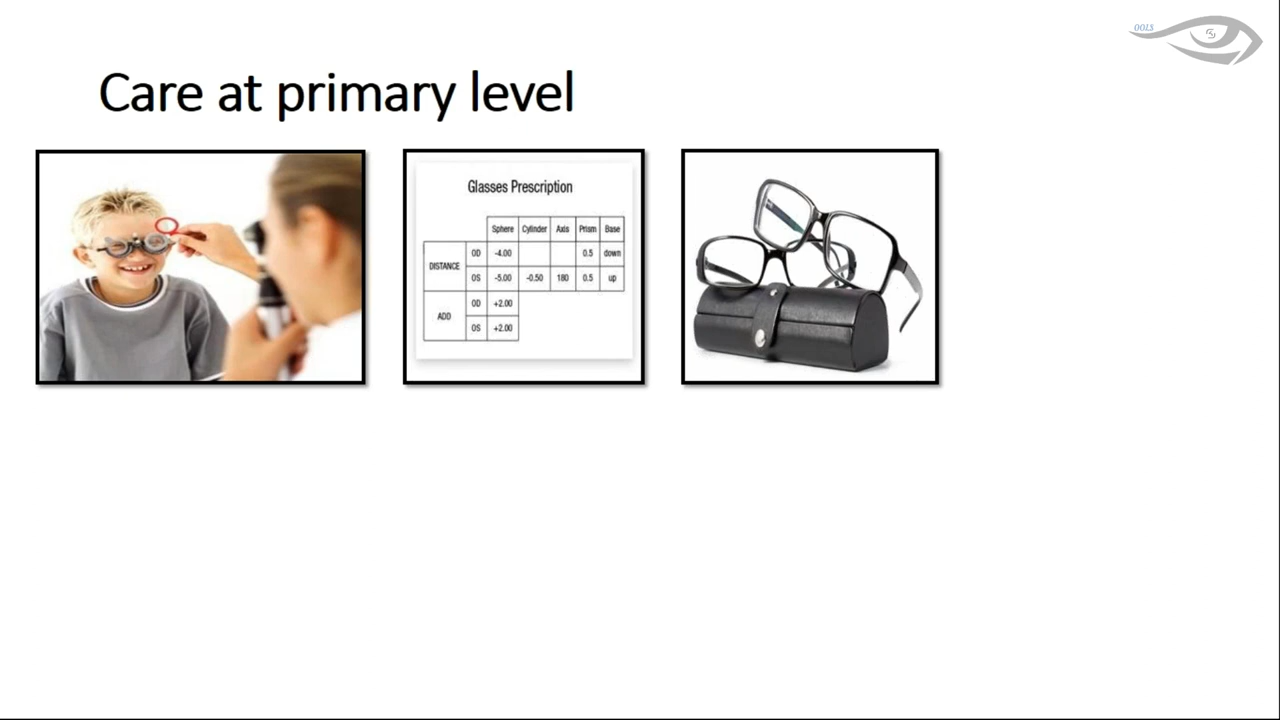 OOLS
Care at primary level
Glasses Prescription
Sphere Cylinder Axis Prism Base
DISTANCE OD -4.00 0.5 down
OS -5.00 -0.50 180 0.5 up
ADD OD +2.00
OS +2.00